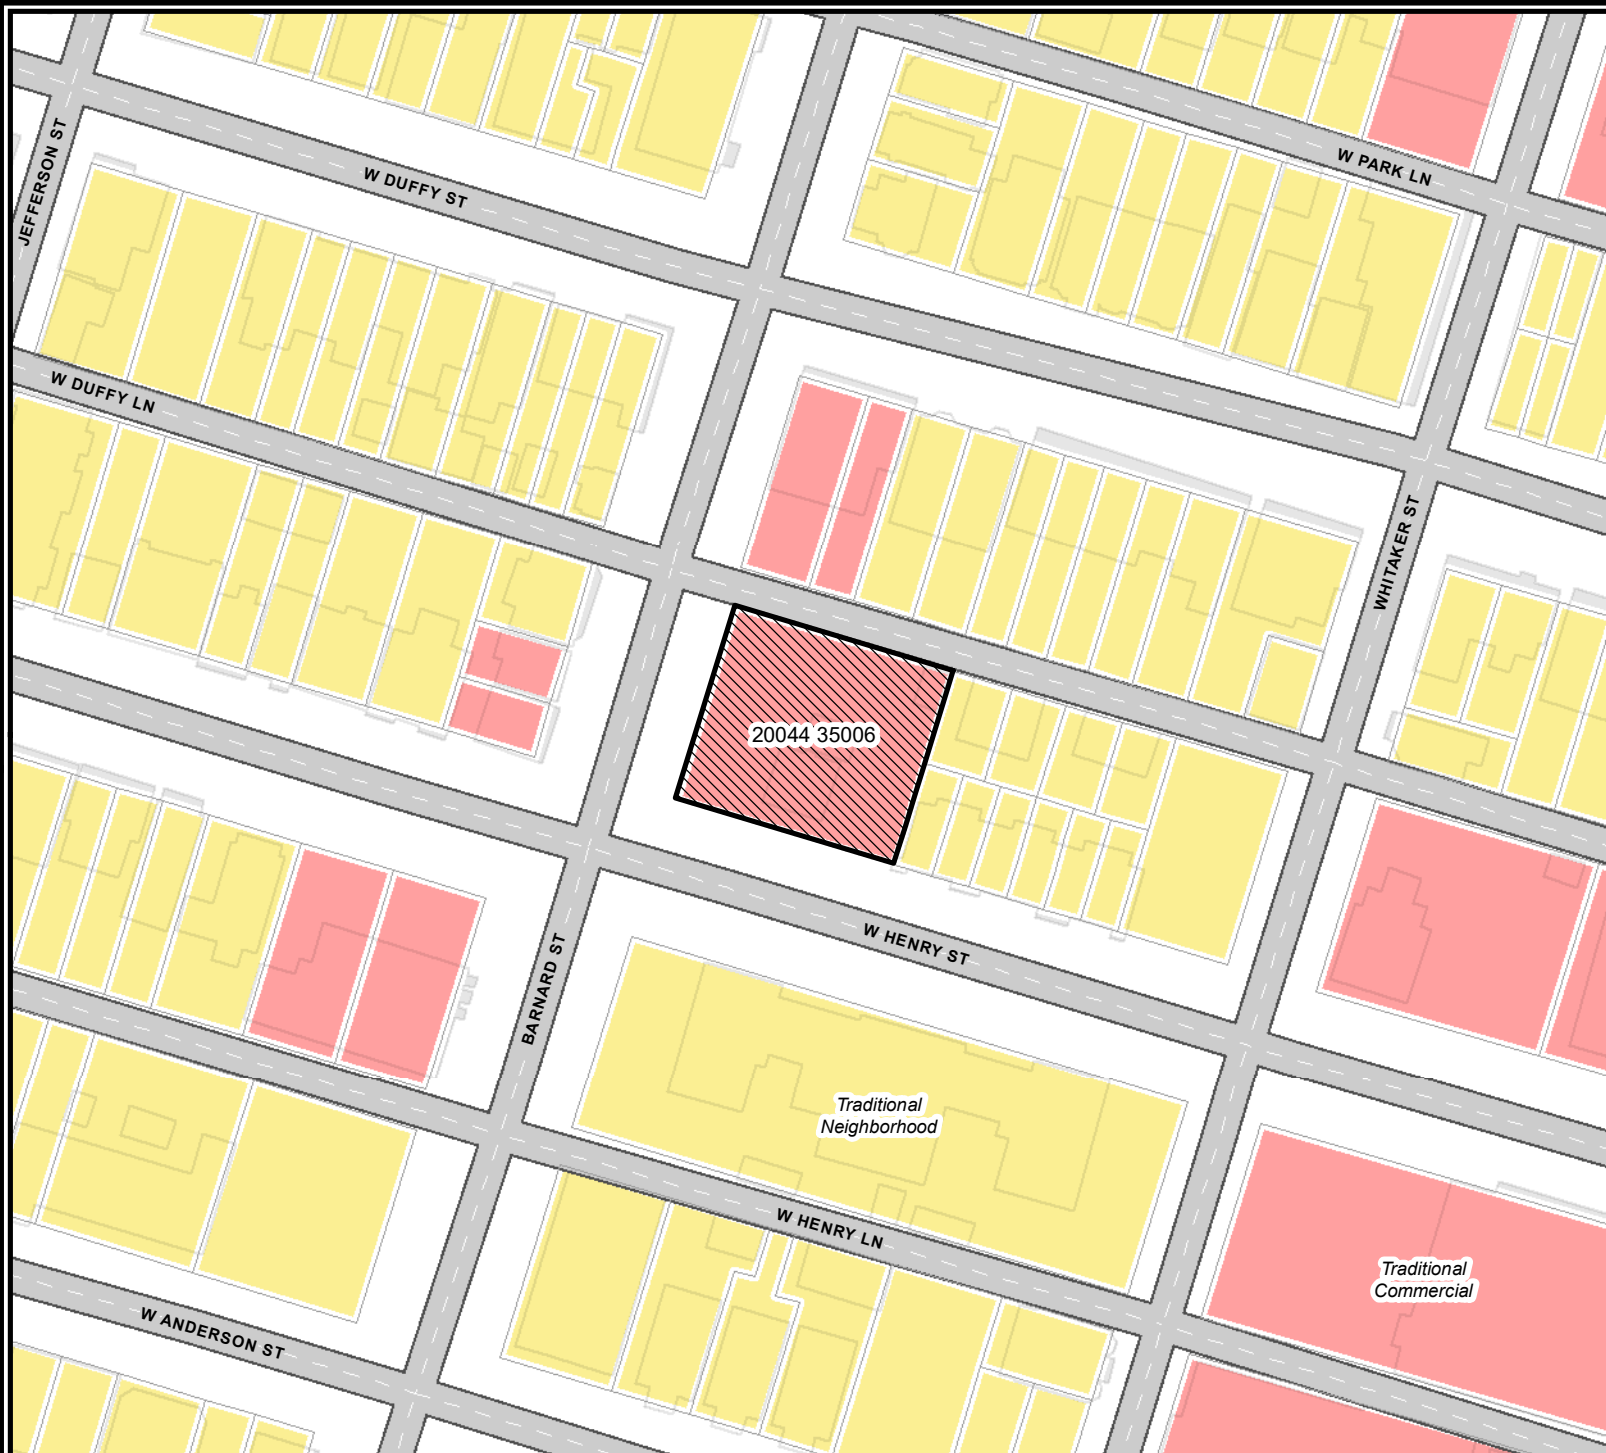 JEFFERSON ST
W DUFFY ST
W PARK LN
W DUFFY LN
WHITAKER ST
20044 35006
BARNARD ST
W HENRY ST
Traditional
Neighborhood
W HENRY LN
Traditional
Commercial
W ANDERSON ST